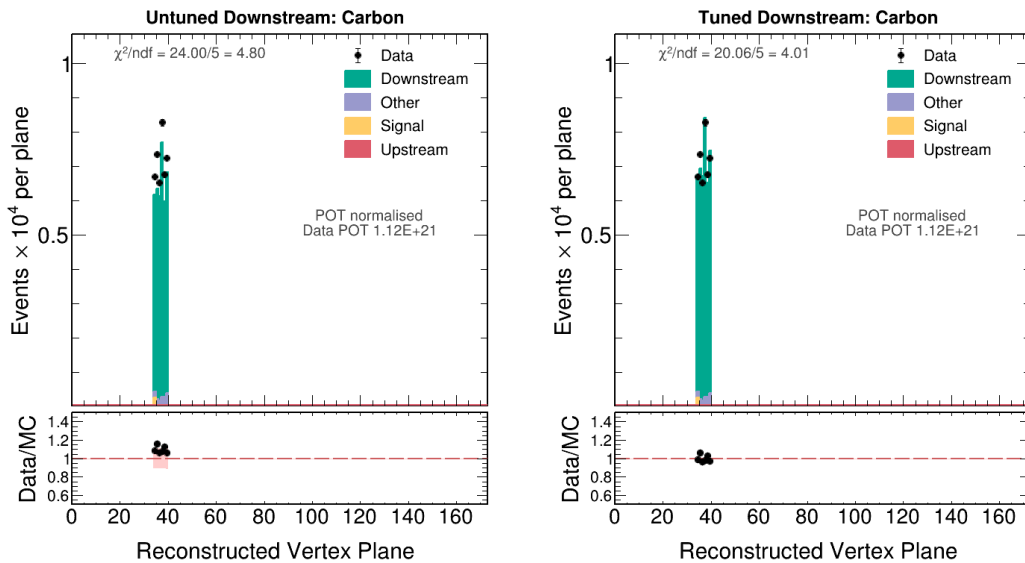 Untuned Downstream: Carbon
χ²/ndf = 24.00/5 = 4.80
Data
Downstream
Other
Signal
Upstream
POT normalised
Data POT 1.12E+21
Events × 10⁴ per plane
1
0.5
Data/MC
1.4
1.2
1
0.8
0.6
0 20 40 60 80 100 120 140 160
Reconstructed Vertex Plane
Tuned Downstream: Carbon
χ²/ndf = 20.06/5 = 4.01
Data
Downstream
Other
Signal
Upstream
POT normalised
Data POT 1.12E+21
Events × 10⁴ per plane
1
0.5
Data/MC
1.4
1.2
1
0.8
0.6
0 20 40 60 80 100 120 140 160
Reconstructed Vertex Plane